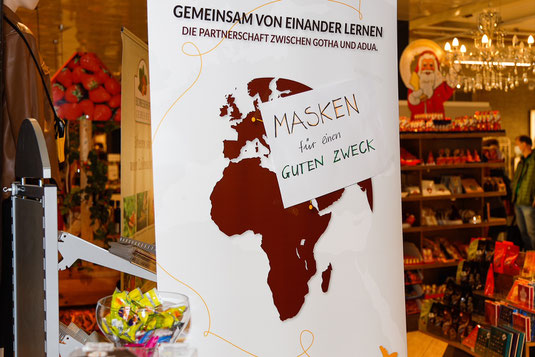 GEMEINSAM VON EINANDER LERNEN
DIE PARTNERSCHAFT ZWISCHEN GOTHA UND ADUA.
MASKEN
für einen
GUTEN ZWECK